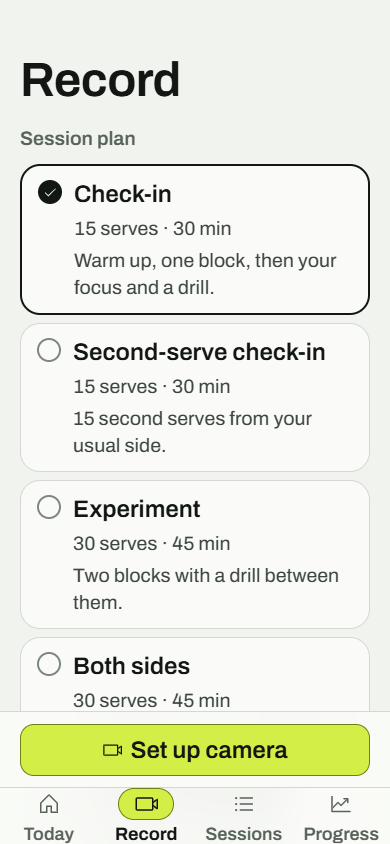 Record
Session plan
Check-in
15 serves · 30 min
Warm up, one block, then your
focus and a drill.
Second-serve check-in
15 serves · 30 min
15 second serves from your
usual side.
Experiment
30 serves · 45 min
Two blocks with a drill between
them.
Both sides
30 serves · 45 min
Set up camera
Today
Record
Sessions
Progress